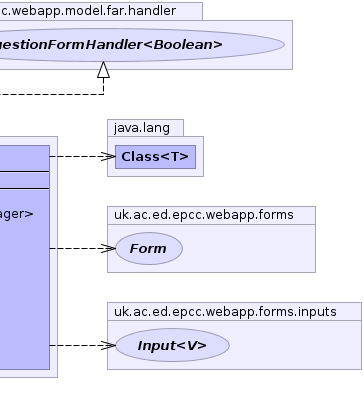 c.webapp.model.far.handler
uestionFormHandler<Boolean>
java.lang
Class<T>
ager>
uk.ac.ed.epcc.webapp.forms
Form
uk.ac.ed.epcc.webapp.forms.inputs
Input<V>